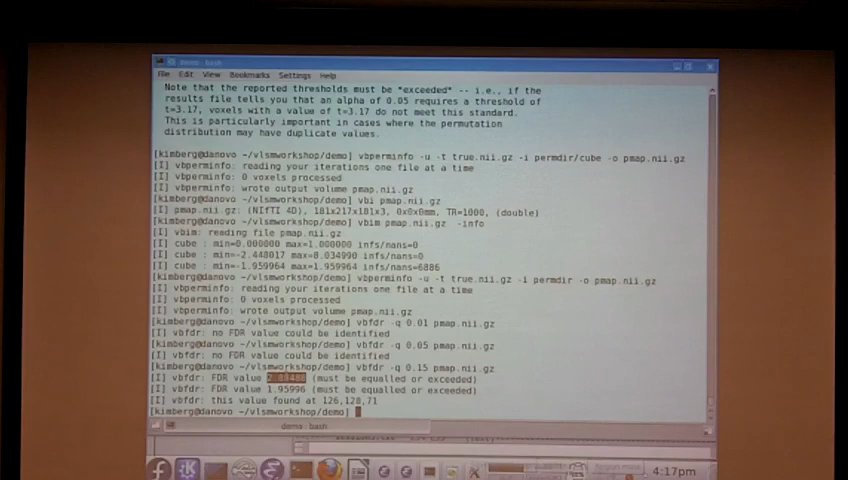 demo : bash
File Edit View Bookmarks Settings Help
Note that the reported thresholds must be *exceeded* -- i.e., if the
results file tells you that an alpha of 0.05 requires a threshold of
t=3.17, voxels with a value of t=3.17 do not meet this standard.
This is particularly important in cases where the permutation
distribution may have duplicate values.
[kimberg@danovo ~/vlsmworkshop/demo] vbperminfo -u -t true.nii.gz -i permdir/cube -o pmap.nii.gz
[I] vbperminfo: reading your iterations one file at a time
[I] vbperminfo: 0 voxels processed
[I] vbperminfo: wrote output volume pmap.nii.gz
[kimberg@danovo ~/vlsmworkshop/demo] vbi pmap.nii.gz
[I] pmap.nii.gz: (NIfTI 4D), 181x217x181x3, 0x0x0mm, TR=1000, (double)
[kimberg@danovo ~/vlsmworkshop/demo] vbim pmap.nii.gz -info
[I] vbim: reading file pmap.nii.gz
[I] cube : min=0.000000 max=1.000000 infs/nans=0
[I] cube : min=-2.448017 max=8.034990 infs/nans=0
[I] cube : min=-1.959964 max=1.959964 infs/nans=6886
[kimberg@danovo ~/vlsmworkshop/demo] vbperminfo -u -t true.nii.gz -i permdir -o pmap.nii.gz
[I] vbperminfo: reading your iterations one file at a time
[I] vbperminfo: 0 voxels processed
[I] vbperminfo: wrote output volume pmap.nii.gz
[kimberg@danovo ~/vlsmworkshop/demo] vbfdr -q 0.01 pmap.nii.gz
[I] vbfdr: no FDR value could be identified
[kimberg@danovo ~/vlsmworkshop/demo] vbfdr -q 0.05 pmap.nii.gz
[I] vbfdr: no FDR value could be identified
[kimberg@danovo ~/vlsmworkshop/demo] vbfdr -q 0.15 pmap.nii.gz
[I] vbfdr: FDR value (must be equalled or exceeded)
[I] vbfdr: FDR value 1.95996 (must be equalled or exceeded)
[I] vbfdr: this value found at 126,128,71
[kimberg@danovo ~/vlsmworkshop/demo]
demo : bash
4:17pm